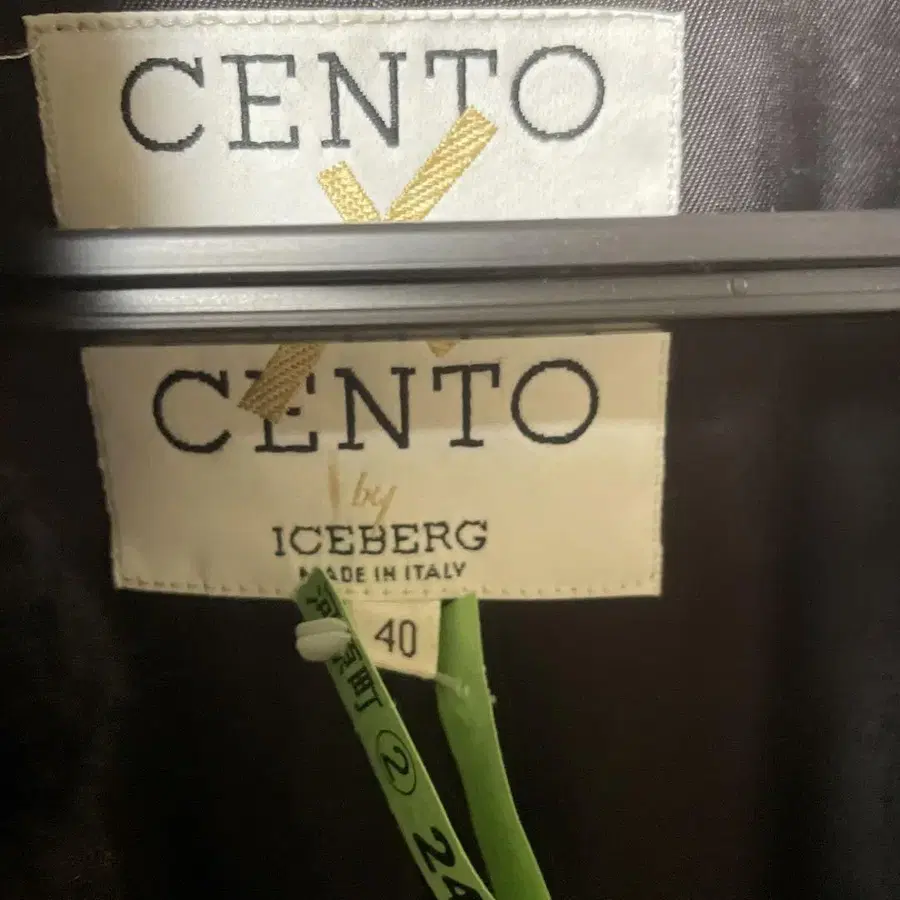 CENTO
CENTO
by
ICEBERG
MADE IN ITALY
40
②